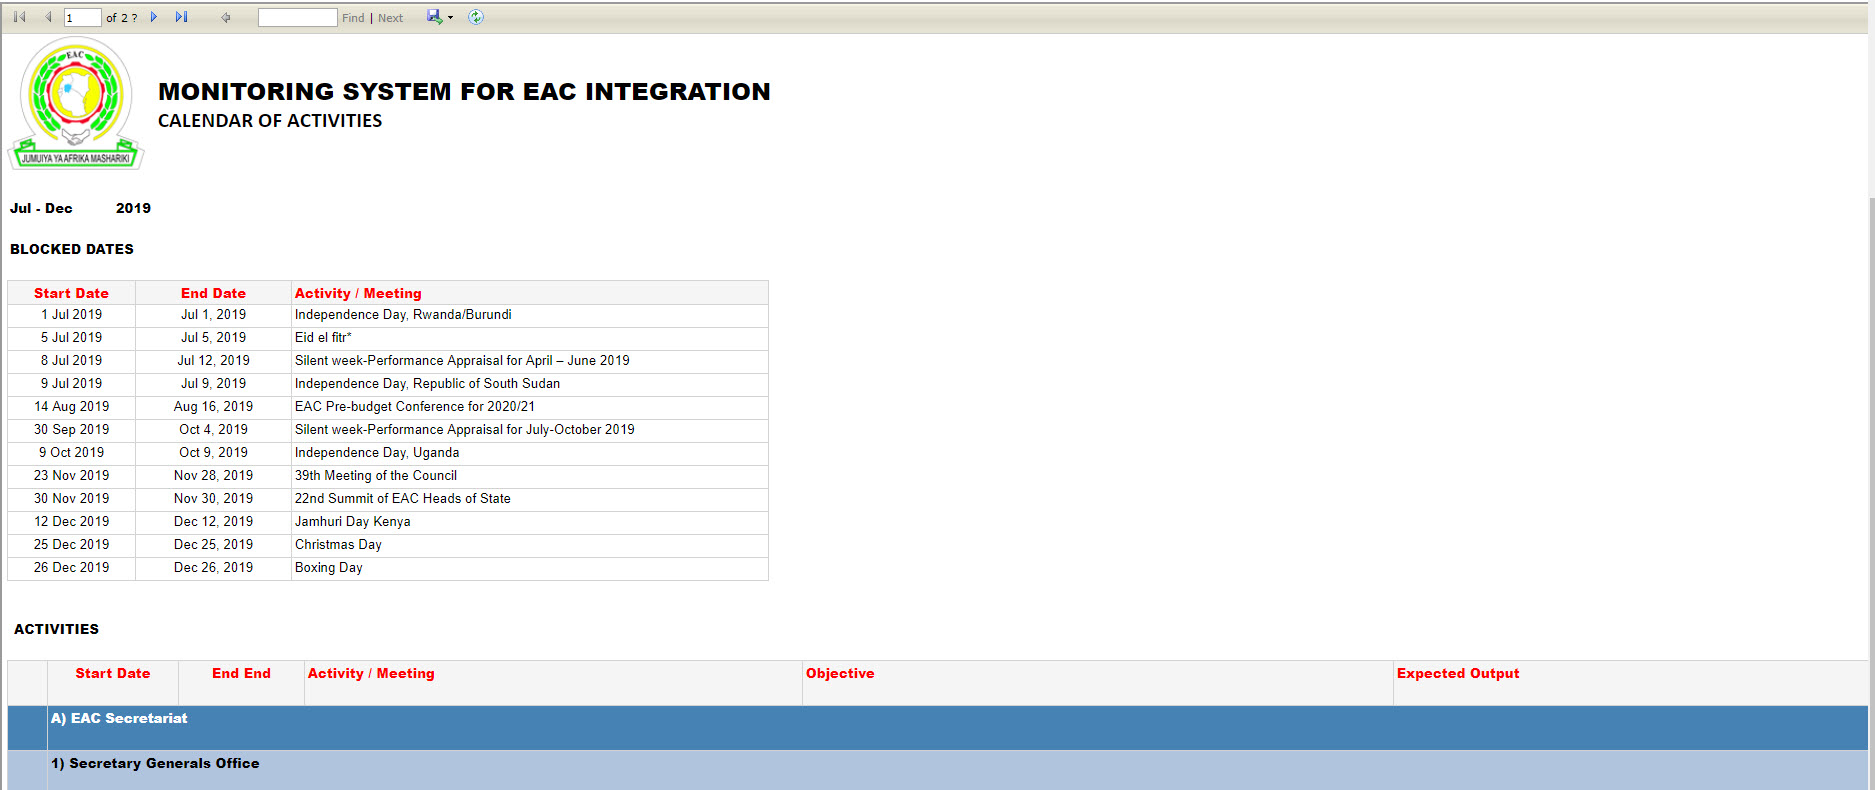 1 of 2 ? Find | Next
EAC
JUMUIYA YA AFRIKA MASHARIKI
MONITORING SYSTEM FOR EAC INTEGRATION
CALENDAR OF ACTIVITIES
Jul - Dec 2019
BLOCKED DATES
Start Date End Date Activity / Meeting
1 Jul 2019 Jul 1, 2019 Independence Day, Rwanda/Burundi
5 Jul 2019 Jul 5, 2019 Eid el fitr*
8 Jul 2019 Jul 12, 2019 Silent week-Performance Appraisal for April – June 2019
9 Jul 2019 Jul 9, 2019 Independence Day, Republic of South Sudan
14 Aug 2019 Aug 16, 2019 EAC Pre-budget Conference for 2020/21
30 Sep 2019 Oct 4, 2019 Silent week-Performance Appraisal for July-October 2019
9 Oct 2019 Oct 9, 2019 Independence Day, Uganda
23 Nov 2019 Nov 28, 2019 39th Meeting of the Council
30 Nov 2019 Nov 30, 2019 22nd Summit of EAC Heads of State
12 Dec 2019 Dec 12, 2019 Jamhuri Day Kenya
25 Dec 2019 Dec 25, 2019 Christmas Day
26 Dec 2019 Dec 26, 2019 Boxing Day
ACTIVITIES
Start Date End End Activity / Meeting Objective Expected Output
A) EAC Secretariat
1) Secretary Generals Office